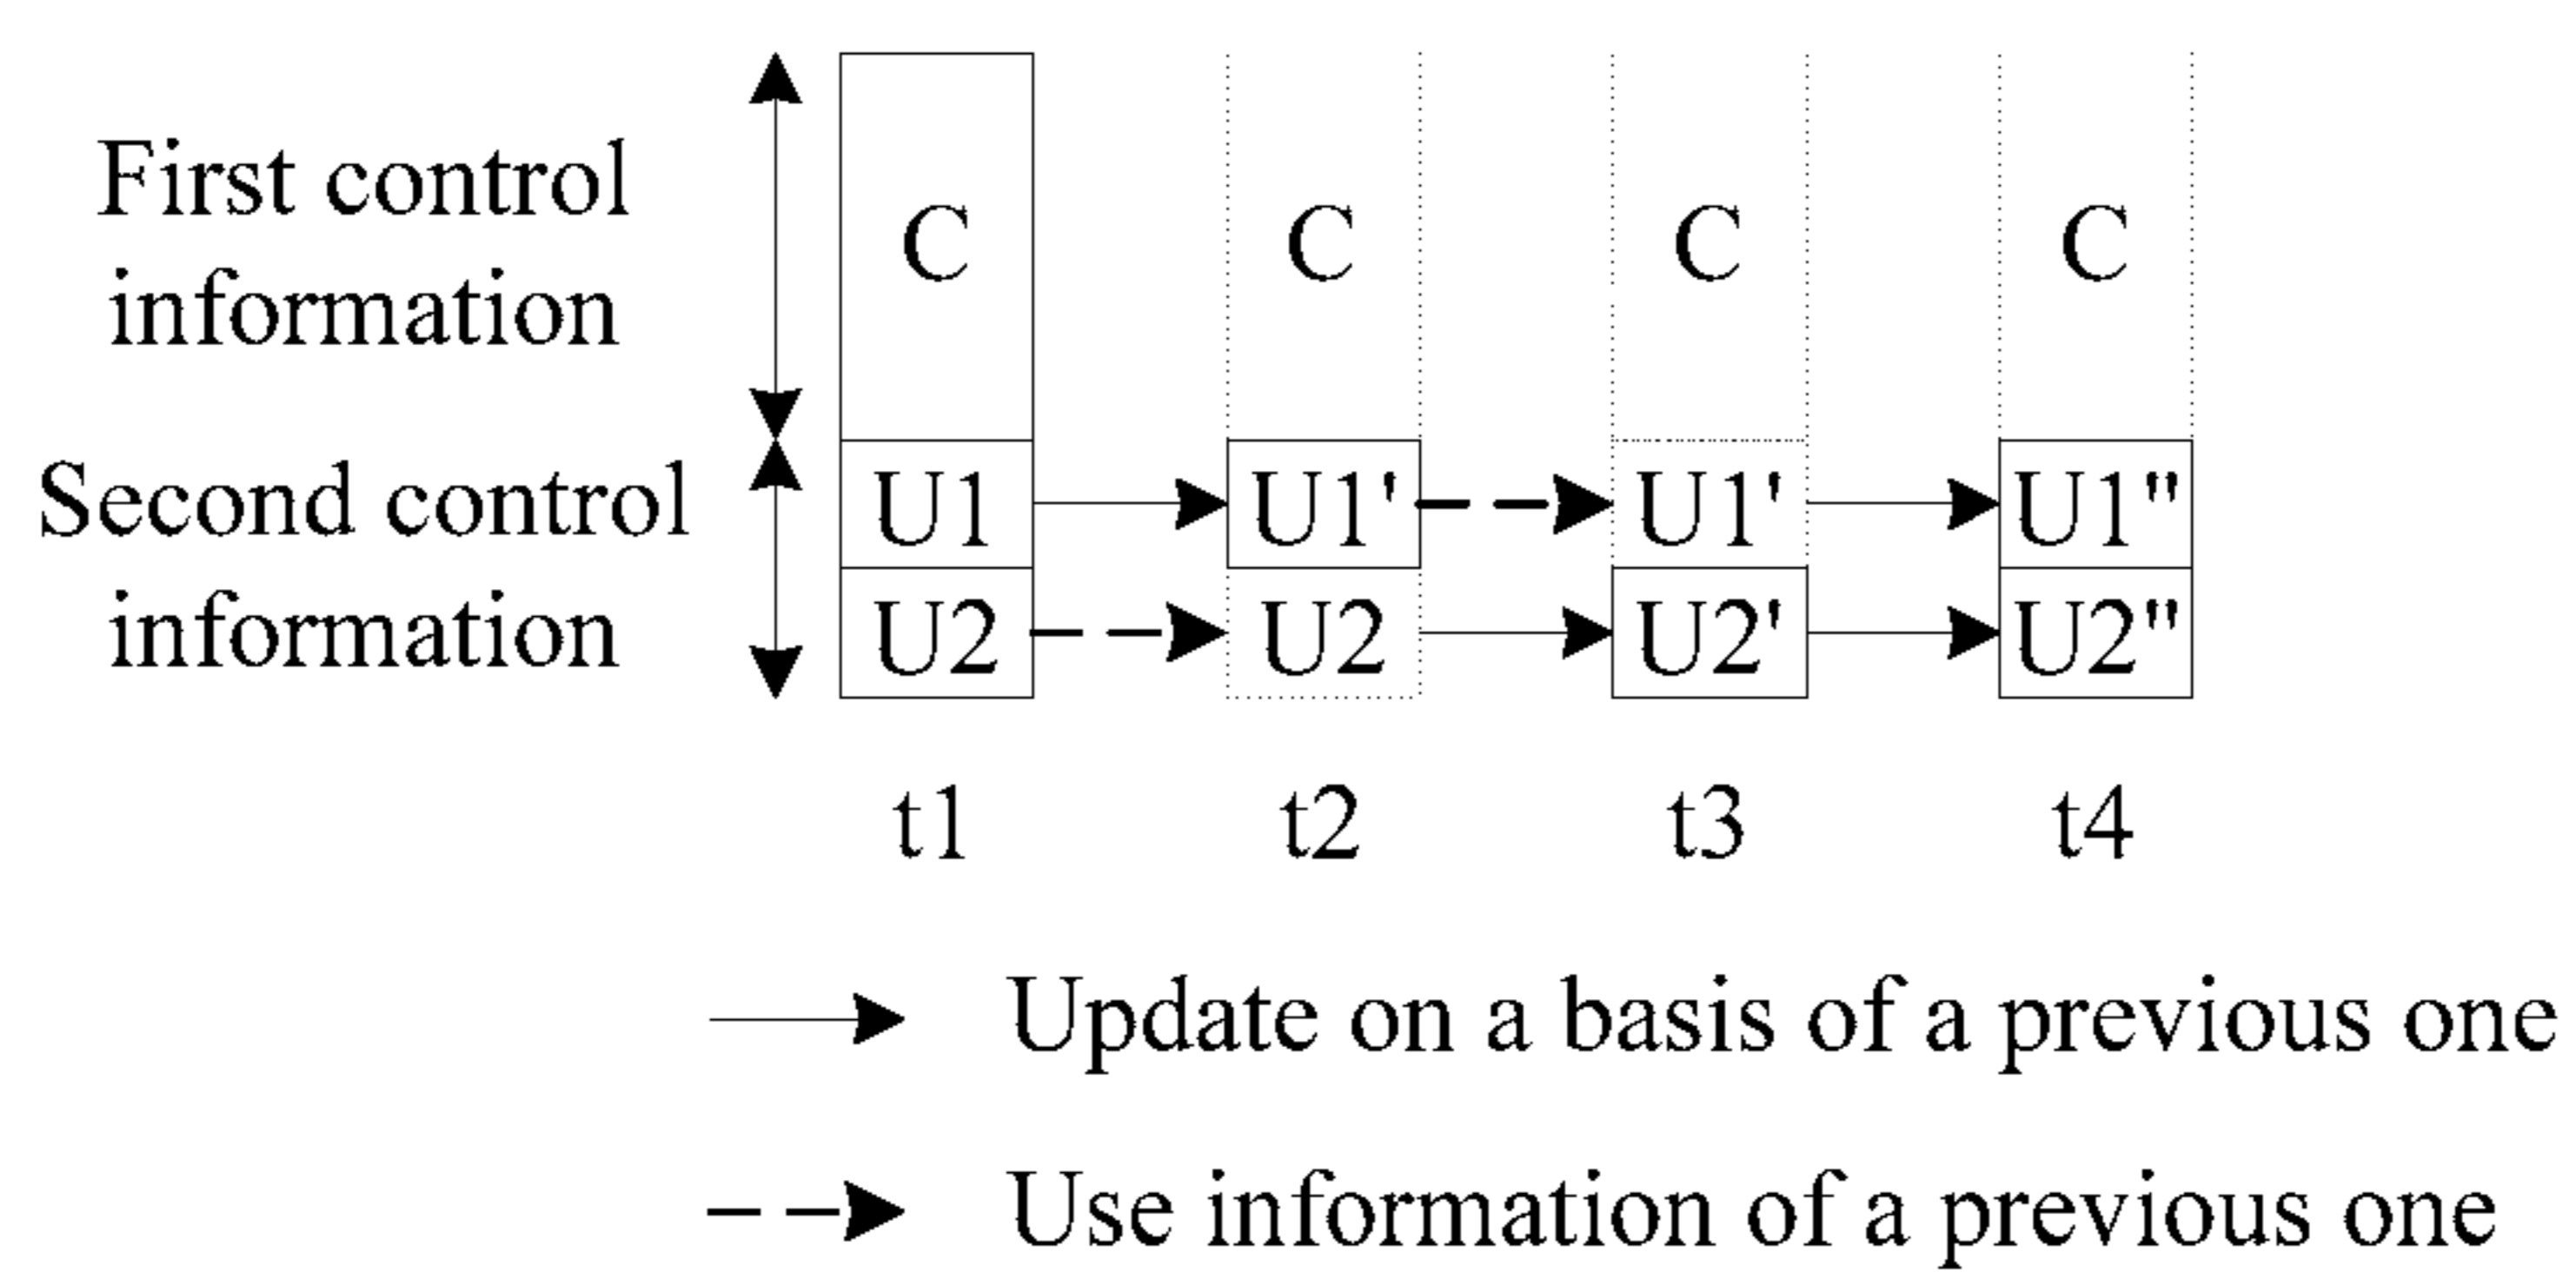 First control
information
C C C C
Second control
information
U1 U1' U1' U1"
U2 U2 U2' U2"
t1 t2 t3 t4
Update on a basis of a previous one
Use information of a previous one